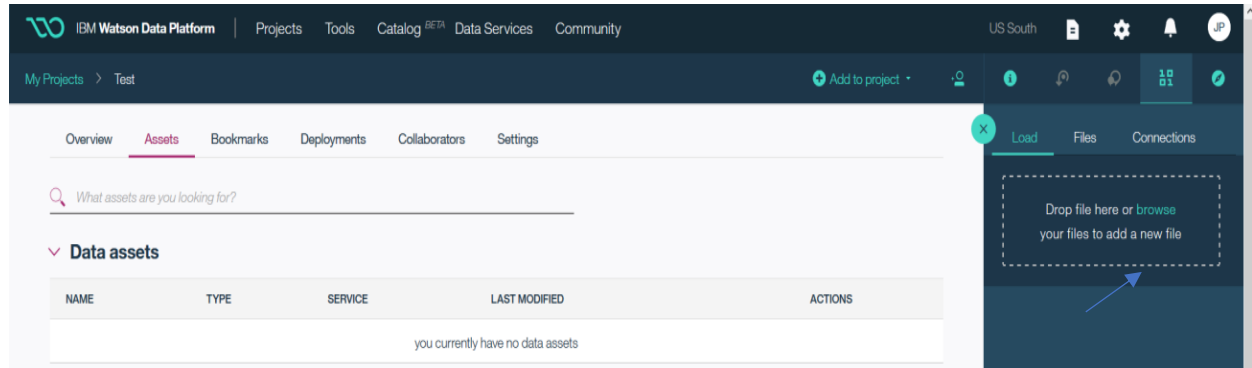 IBM Watson Data Platform | Projects Tools Catalog BETA Data Services Community US South JP
My Projects > Test Add to project
Overview Assets Bookmarks Deployments Collaborators Settings
Load Files Connections
What assets are you looking for?
Drop file here or browse
your files to add a new file
Data assets
NAME TYPE SERVICE LAST MODIFIED ACTIONS
you currently have no data assets